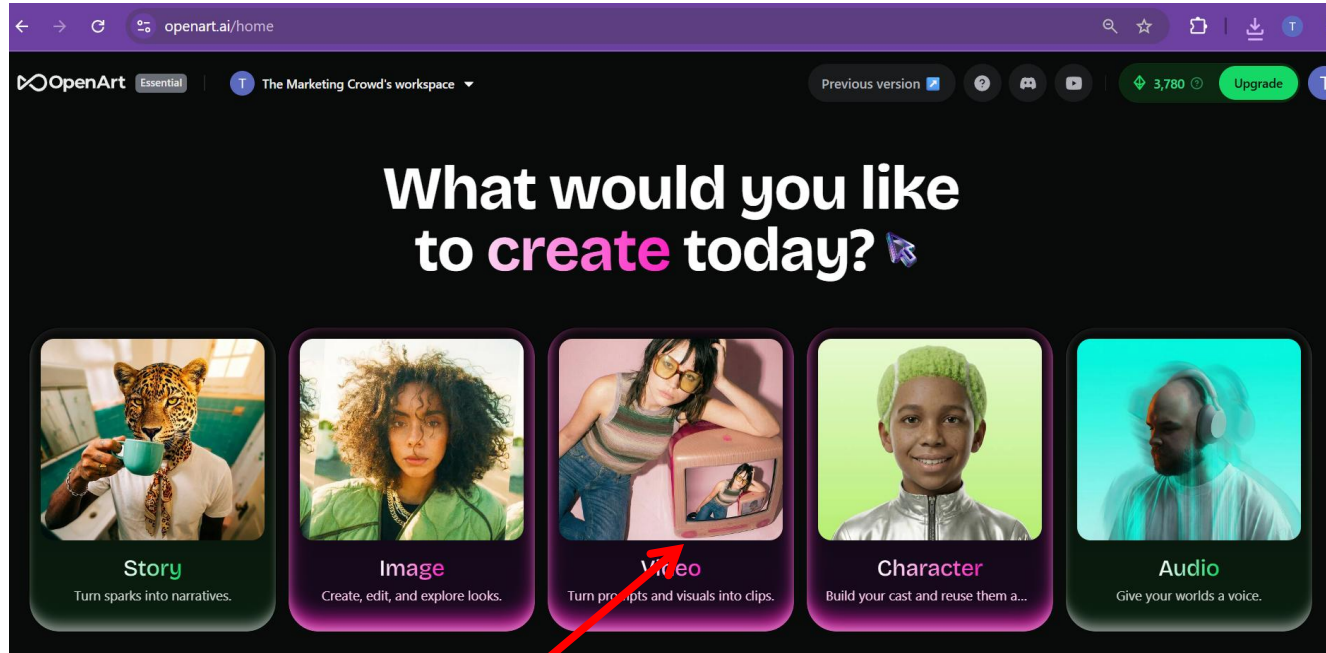 openart.ai/home
T
OpenArt Essential
T The Marketing Crowd's workspace
Previous version
3,780
Upgrade
T
What would you like
to create today?
Story
Turn sparks into narratives.
Image
Create, edit, and explore looks.
Video
Turn prompts and visuals into clips.
Character
Build your cast and reuse them a...
Audio
Give your worlds a voice.